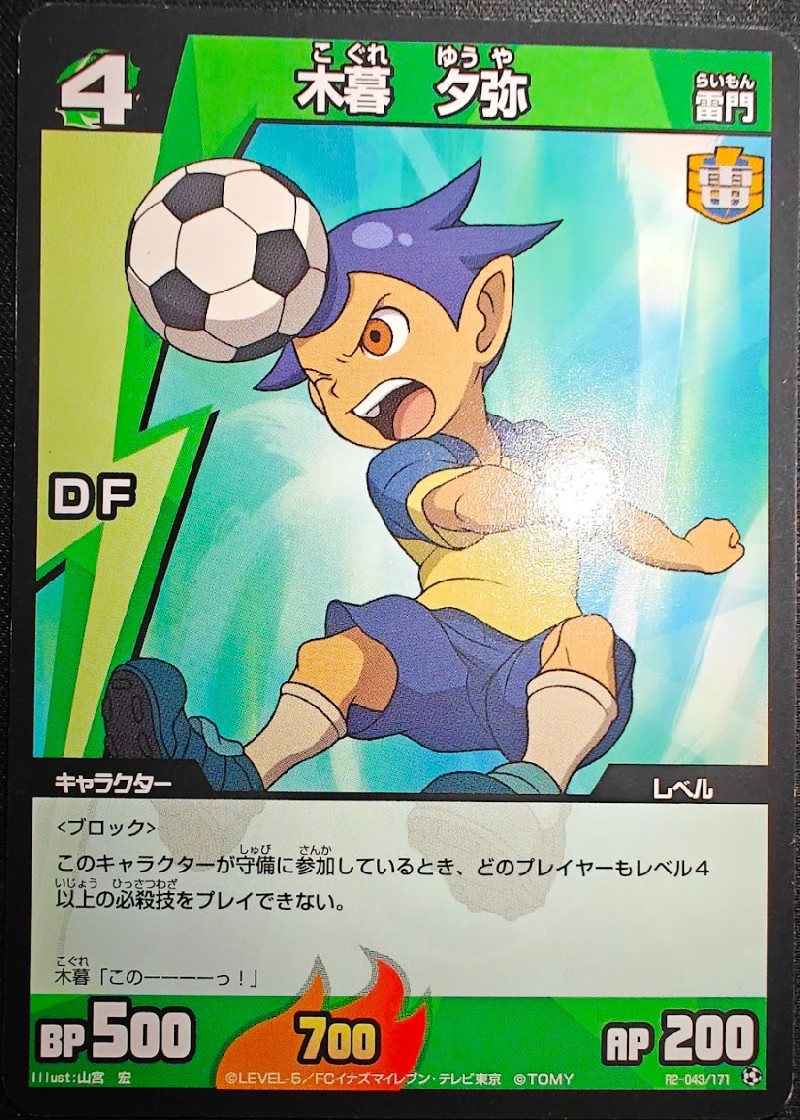 4
こぐれ ゆうや
木暮 夕弥
らいもん
雷門
雷
DF
キャラクター
レベル
<ブロック>
しゅび さんか
このキャラクターが守備に参加しているとき、どのプレイヤーもレベル4
いじょう ひっさつわざ
以上の必殺技をプレイできない。
こぐれ
木暮「このーーーーっ!」
BP 500
700
AP 200
Illust:山宮 宏
©LEVEL-5/FCイナズマイレブン・テレビ東京 ©TOMY
R2-043/171